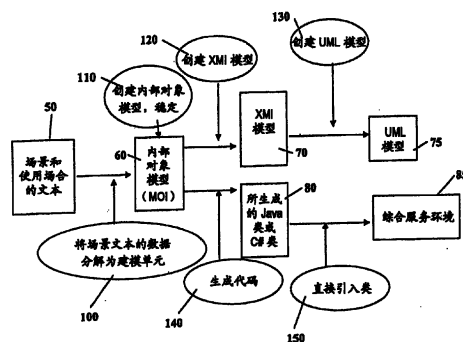 120
创建 XMI 模型
130
创建 UML 模型
110
创建内部对象
模型，稳定
50
场景和
使用场合
的文本
60
内部
对象
模型
(MOI)
XMI
模型
70
UML
模型
75
80
所生成
的 Java
类或
C# 类
综合服务环境
将场景文本的数据
分解为建模单元
100
生成代码
140
直接引入类
150